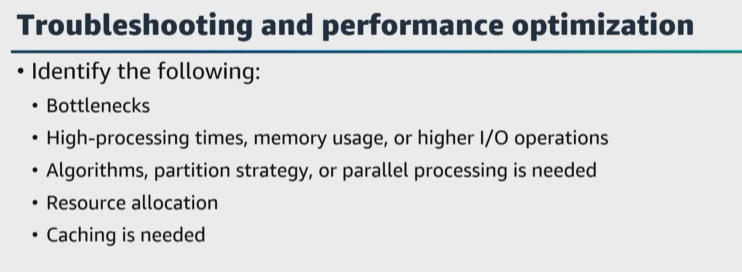 Troubleshooting and performance optimization
• Identify the following:
• Bottlenecks
• High-processing times, memory usage, or higher I/O operations
• Algorithms, partition strategy, or parallel processing is needed
• Resource allocation
• Caching is needed